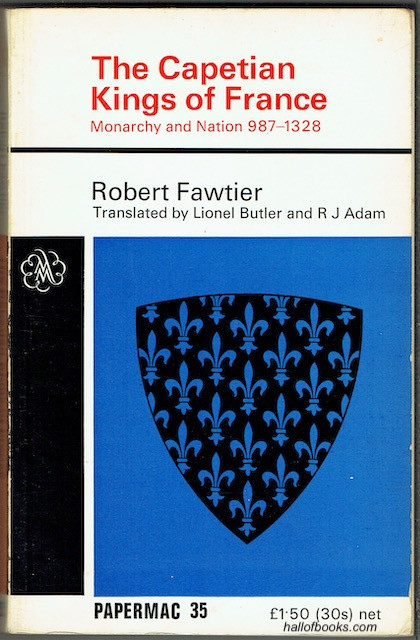 The Capetian
Kings of France
Monarchy and Nation 987–1328
Robert Fawtier
Translated by Lionel Butler and R J Adam
M
PAPERMAC 35
£1·50 (30s) net
hallofbooks.com